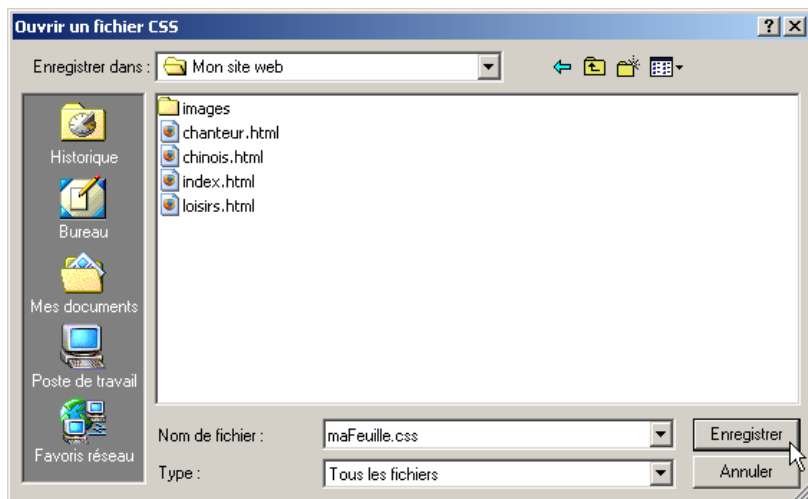 Ouvrir un fichier CSS
Enregistrer dans :
Mon site web
Historique
Bureau
Mes documents
Poste de travail
Favoris réseau
images
chanteur.html
chinois.html
index.html
loisirs.html
Nom de fichier :
maFeuille.css
Enregistrer
Type :
Tous les fichiers
Annuler